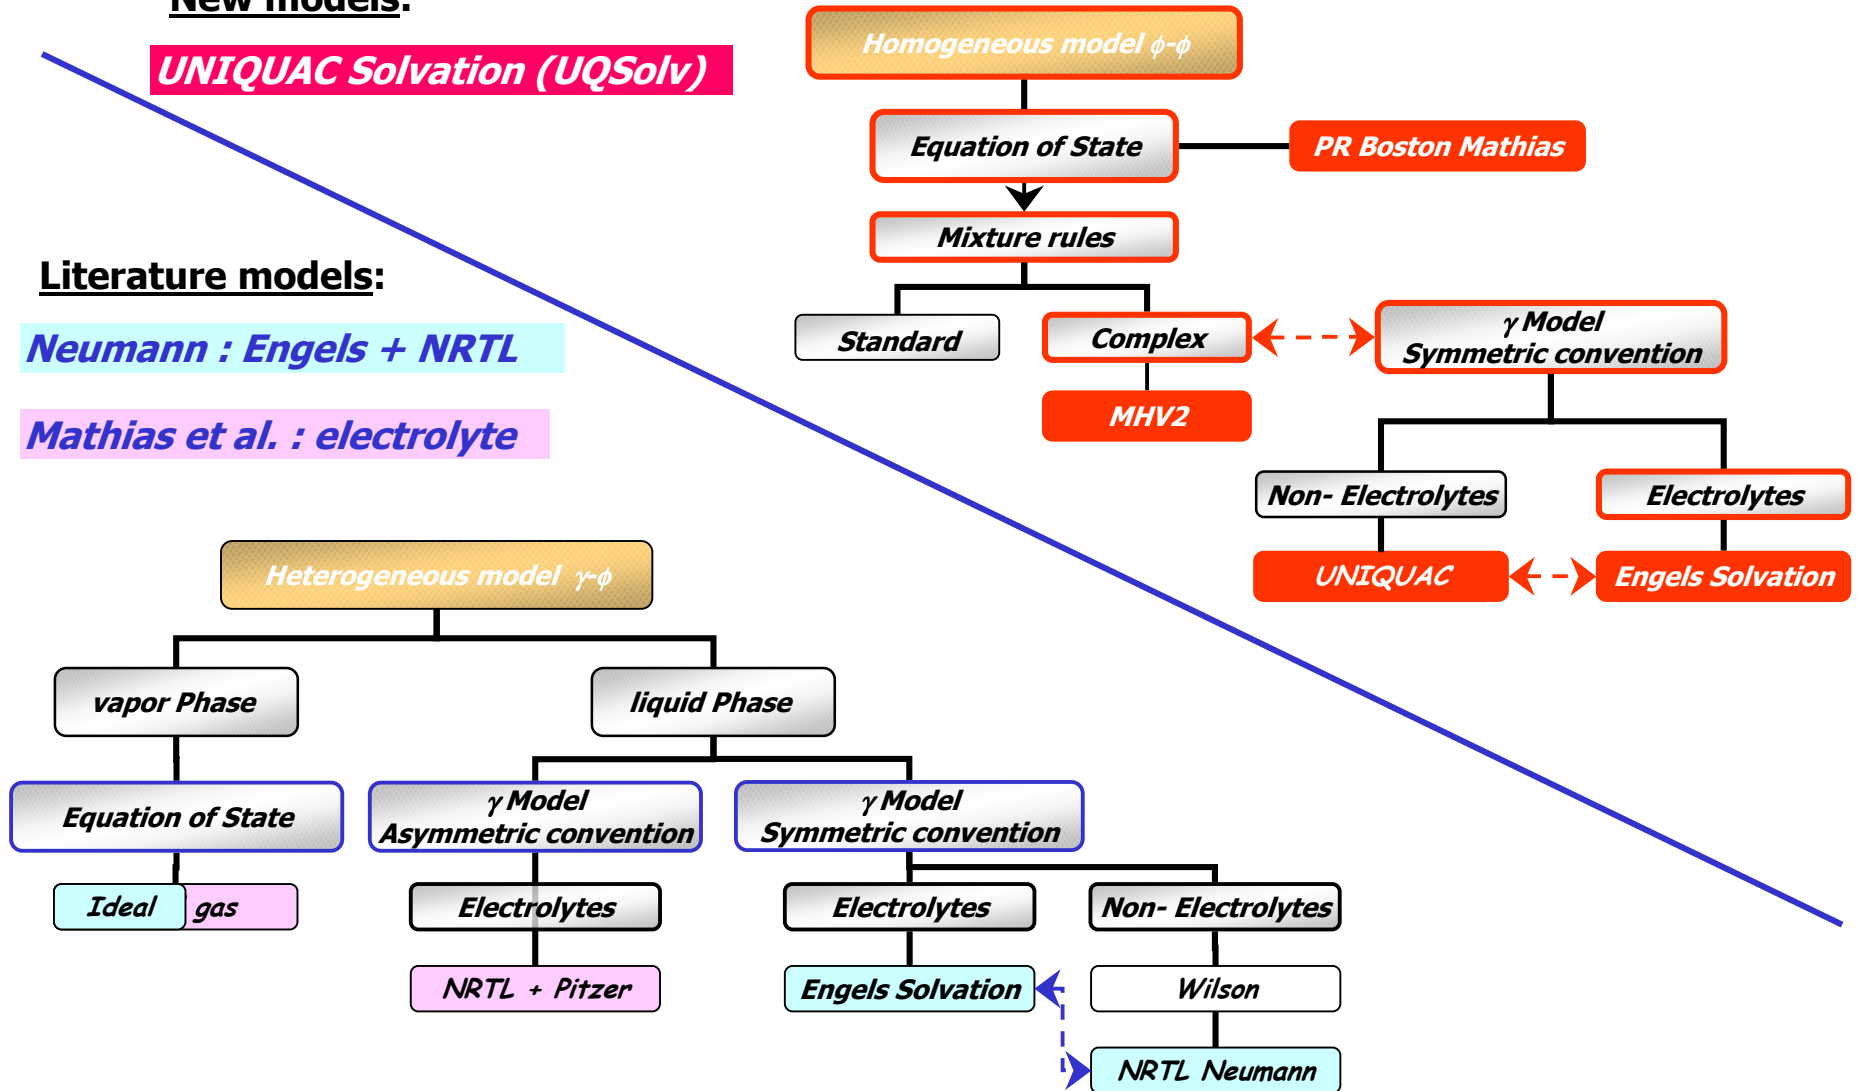 New models:
UNIQUAC Solvation (UQSolv)
Homogeneous model ϕ-ϕ
Equation of State
PR Boston Mathias
Mixture rules
Standard
Complex
γ Model
Symmetric convention
MHV2
Non- Electrolytes
Electrolytes
UNIQUAC
Engels Solvation
Literature models:
Neumann : Engels + NRTL
Mathias et al. : electrolyte
Heterogeneous model γ-ϕ
vapor Phase
liquid Phase
Equation of State
γ Model
Asymmetric convention
γ Model
Symmetric convention
Ideal gas
Electrolytes
Electrolytes
Non- Electrolytes
NRTL + Pitzer
Engels Solvation
Wilson
NRTL Neumann